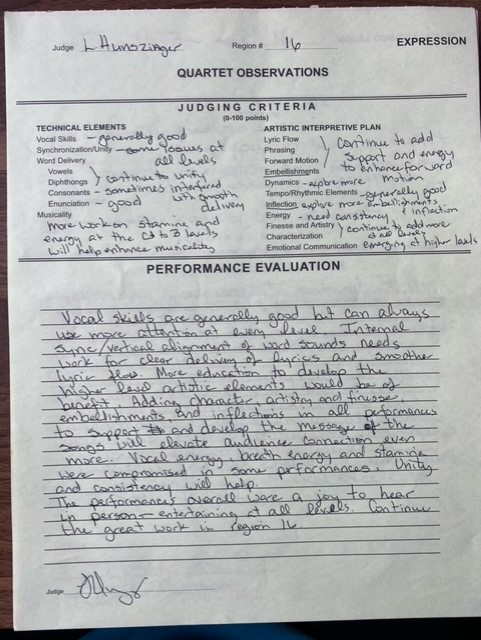 Judge L Hunszinger Region # 16 EXPRESSION
QUARTET OBSERVATIONS
JUDGING CRITERIA
(0-100 points)
TECHNICAL ELEMENTS
Vocal Skills - generally good
Synchronization/Unity - some issues at
Word Delivery all levels
Vowels
Diphthongs } continue to unify
Consonants - sometimes interfered
Enunciation - good with smooth
Musicality delivery
more work on stamina and
energy at the C+ to B levels
will help enhance musicality
ARTISTIC INTERPRETIVE PLAN
Lyric Flow
Phrasing } continue to add
Forward Motion support and energy
Embellishments to enhance forward
Dynamics - explore more motion
Tempo/Rhythmic Elements - generally good
Inflection explore more embellishments
Energy - need consistency & inflection
Finesse and Artistry } continue to add more
Characterization at all levels
Emotional Communication emerging at higher levels
PERFORMANCE EVALUATION
Vocal skills are generally good but can always
use more attention at every level. Internal
sync/vertical alignment of word sounds needs
work for clear delivery of lyrics and smoother
lyric flow. More education to develop the
higher level artistic elements would be of
benefit. Adding character, artistry and finesse,
embellishments and inflections in all performances
to support and develop the message of the
songs will elevate audience connection even
more. Vocal energy, breath energy and stamina
were compromised in some performances. Unity
and consistency will help.
The performances overall were a joy to hear
in person - entertaining at all levels. Continue
the great work in region 16
Judge